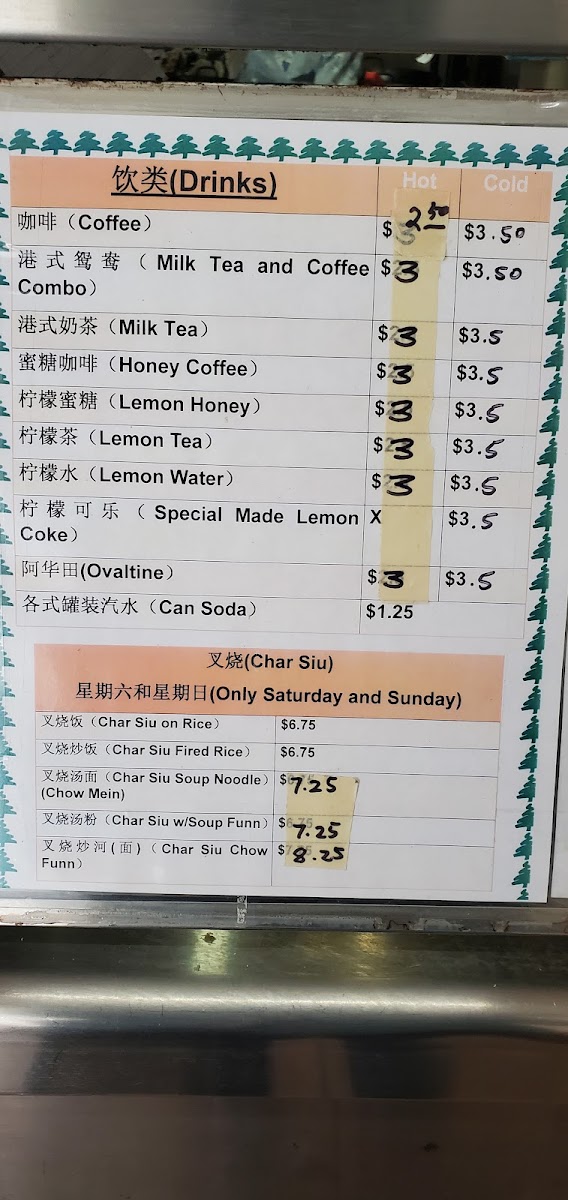 饮类(Drinks) Hot Cold
咖啡（Coffee） $2.50 $3.50
港式鸳鸯（Milk Tea and Coffee $3 $3.50
Combo）
港式奶茶（Milk Tea） $3 $3.5
蜜糖咖啡（Honey Coffee） $3 $3.5
柠檬蜜糖（Lemon Honey） $3 $3.5
柠檬茶（Lemon Tea） $3 $3.5
柠檬水（Lemon Water） $3 $3.5
柠檬可乐（Special Made Lemon X $3.5
Coke）
阿华田(Ovaltine） $3 $3.5
各式罐装汽水（Can Soda） $1.25
叉烧(Char Siu)
星期六和星期日(Only Saturday and Sunday)
叉烧饭（Char Siu on Rice） $6.75
叉烧炒饭（Char Siu Fired Rice） $6.75
叉烧汤面（Char Siu Soup Noodle） $7.25
(Chow Mein)
叉烧汤粉（Char Siu w/Soup Funn） $7.25
叉烧炒河(面)（Char Siu Chow $8.25
Funn）